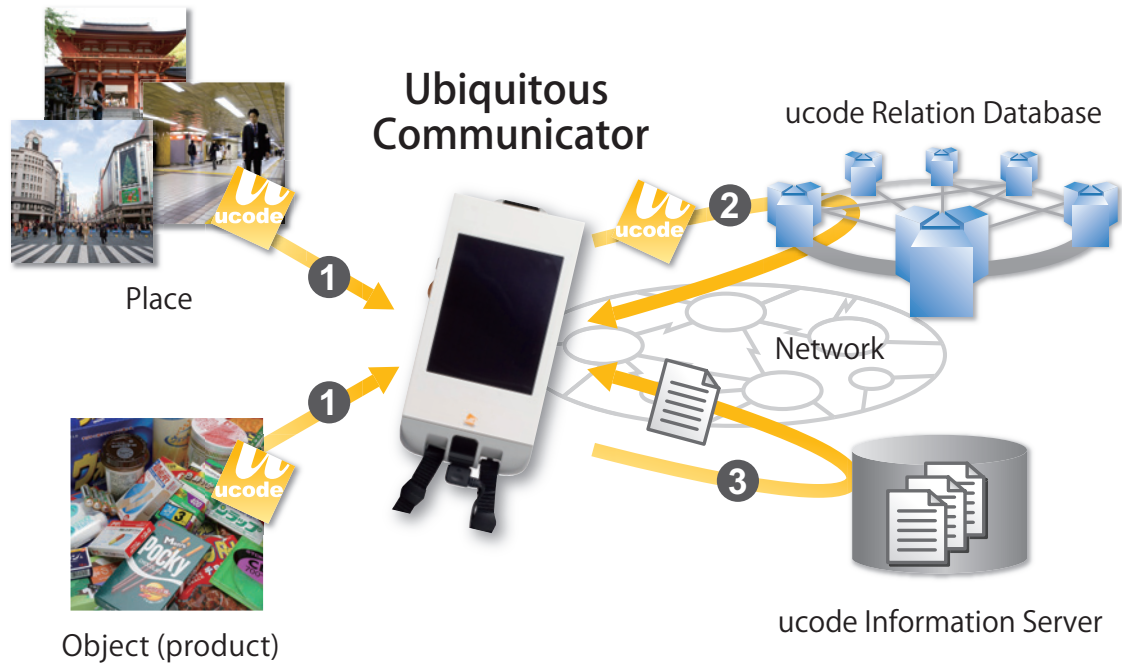 Ubiquitous
Communicator
ucode Relation Database
u
ucode
u
ucode
2
1
Place
Network
1
u
ucode
3
Pocky
Object (product)
ucode Information Server